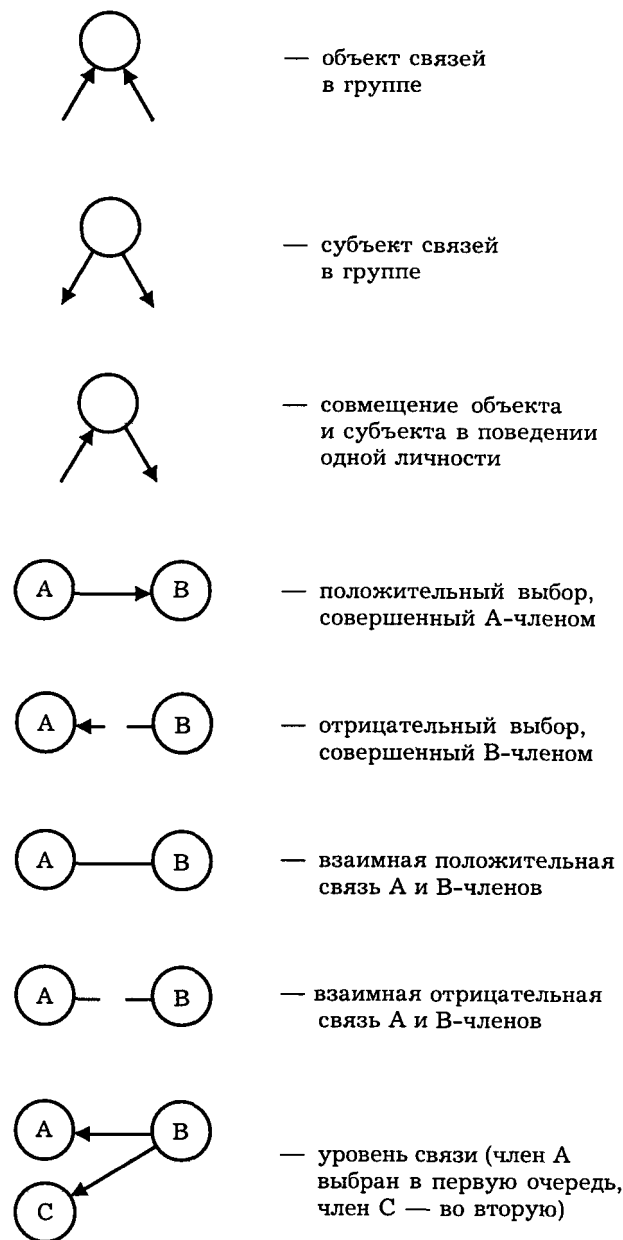 — объект связей
в группе
— субъект связей
в группе
— совмещение объекта
и субъекта в поведении
одной личности
A B
— положительный выбор,
совершенный А-членом
A B
— отрицательный выбор,
совершенный В-членом
A B
— взаимная положительная
связь А и В-членов
A B
— взаимная отрицательная
связь А и В-членов
A B
C
— уровень связи (член А
выбран в первую очередь,
член С — во вторую)